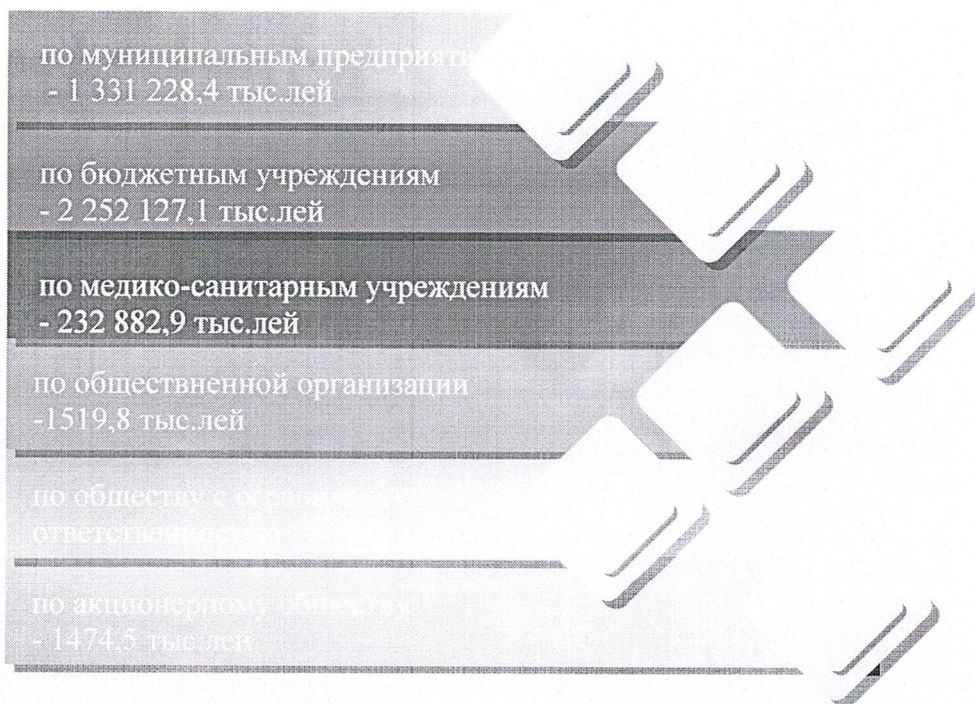 по муниципальным предприяти
- 1 331 228,4 тыс.лей
по бюджетным учреждениям
- 2 252 127,1 тыс.лей
по медико-санитарным учреждениям
- 232 882,9 тыс.лей
по обществненной организации
-1519,8 тыс.лей
по обществу с
ответственностью
по акционерному обществу
- 1474,5 тыс.лей